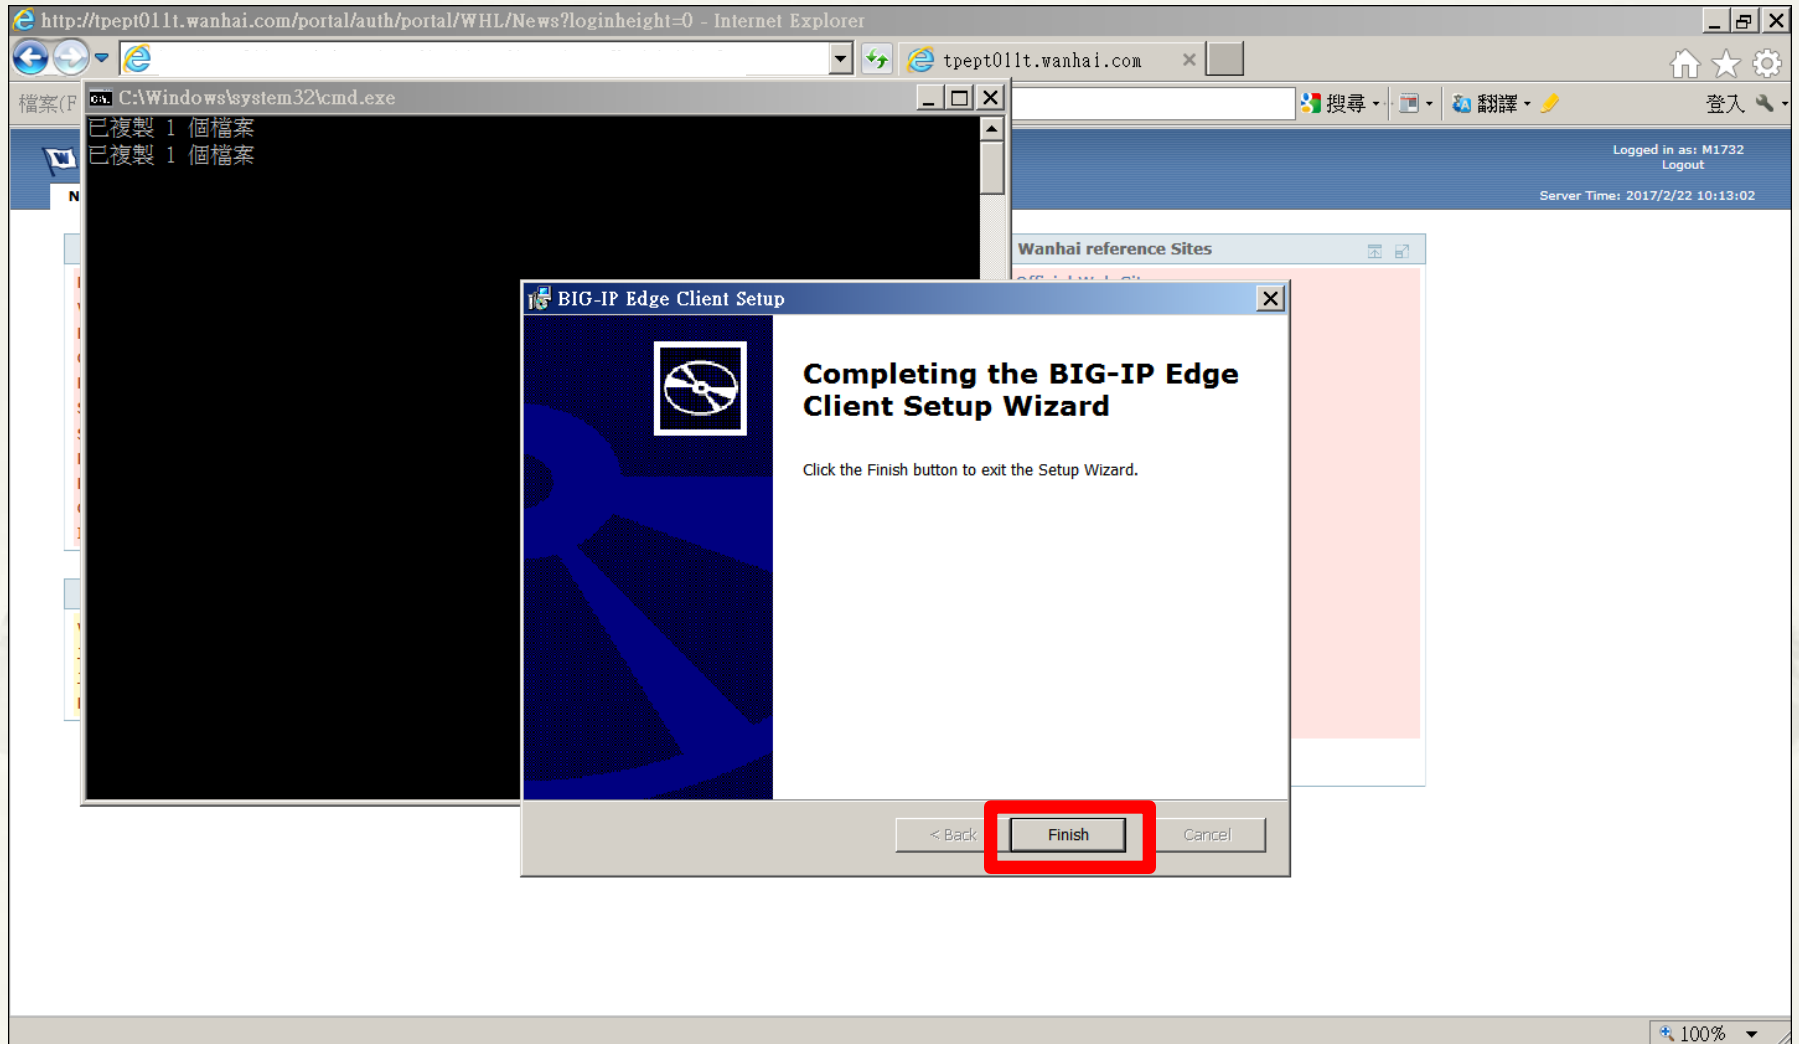 http://tpept011t.wanhai.com/portal/auth/portal/WHL/News?loginheight=0 - Internet Explorer
tpept011t.wanhai.com
檔案(F
搜尋
翻譯
登入
C:\Windows\system32\cmd.exe
已複製 1 個檔案
已複製 1 個檔案
Logged in as: M1732
Logout
N
Server Time: 2017/2/22 10:13:02
Wanhai reference Sites
BIG-IP Edge Client Setup
Completing the BIG-IP Edge
Client Setup Wizard
Click the Finish button to exit the Setup Wizard.
< Back
Finish
Cancel
100%